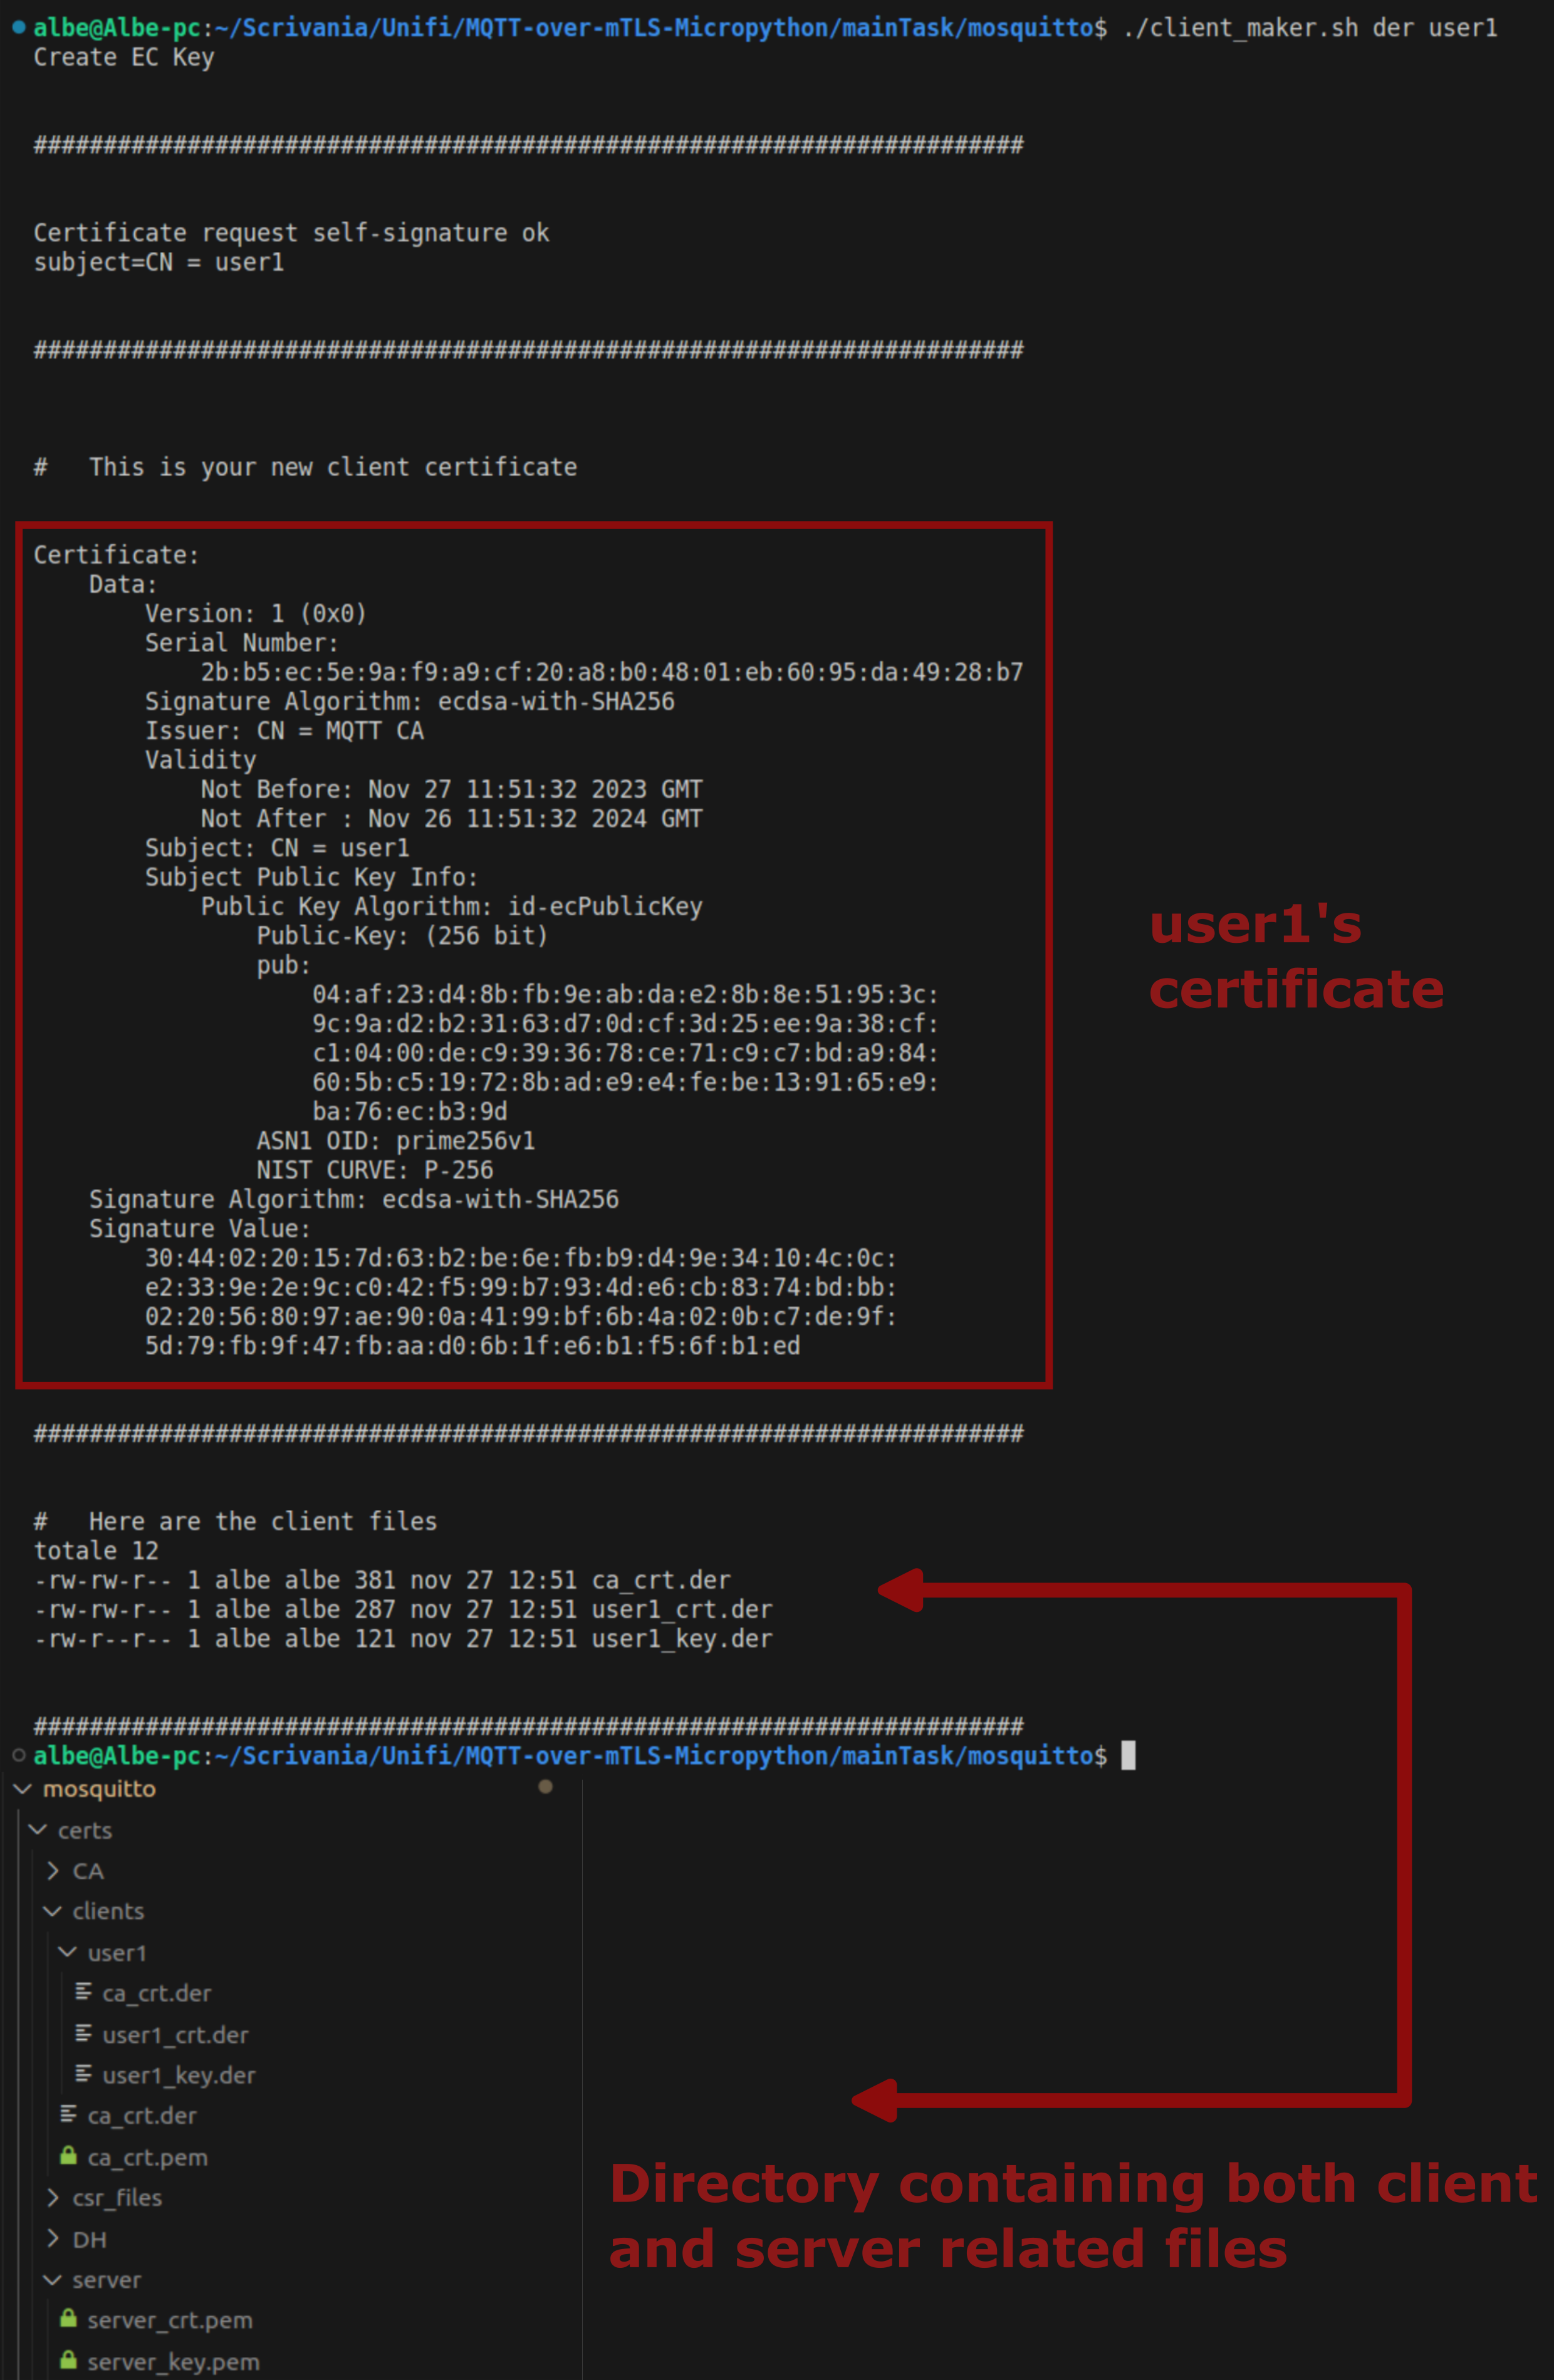 albe@Albe-pc:~/Scrivania/Unifi/MQTT-over-mTLS-Micropython/mainTask/mosquitto$ ./client_maker.sh der user1
Create EC Key
#######################################################################
Certificate request self-signature ok
subject=CN = user1
#######################################################################
#   This is your new client certificate
Certificate:
    Data:
        Version: 1 (0x0)
        Serial Number:
            2b:b5:ec:5e:9a:f9:a9:cf:20:a8:b0:48:01:eb:60:95:da:49:28:b7
        Signature Algorithm: ecdsa-with-SHA256
        Issuer: CN = MQTT CA
        Validity
            Not Before: Nov 27 11:51:32 2023 GMT
            Not After : Nov 26 11:51:32 2024 GMT
        Subject: CN = user1
        Subject Public Key Info:
            Public Key Algorithm: id-ecPublicKey
                Public-Key: (256 bit)
                pub:
                    04:af:23:d4:8b:fb:9e:ab:da:e2:8b:8e:51:95:3c:
                    9c:9a:d2:b2:31:63:d7:0d:cf:3d:25:ee:9a:38:cf:
                    c1:04:00:de:c9:39:36:78:ce:71:c9:c7:bd:a9:84:
                    60:5b:c5:19:72:8b:ad:e9:e4:fe:be:13:91:65:e9:
                    ba:76:ec:b3:9d
                ASN1 OID: prime256v1
                NIST CURVE: P-256
    Signature Algorithm: ecdsa-with-SHA256
    Signature Value:
        30:44:02:20:15:7d:63:b2:be:6e:fb:b9:d4:9e:34:10:4c:0c:
        e2:33:9e:2e:9c:c0:42:f5:99:b7:93:4d:e6:cb:83:74:bd:bb:
        02:20:56:80:97:ae:90:0a:41:99:bf:6b:4a:02:0b:c7:de:9f:
        5d:79:fb:9f:47:fb:aa:d0:6b:1f:e6:b1:f5:6f:b1:ed
user1's
certificate
#######################################################################
#   Here are the client files
totale 12
-rw-rw-r-- 1 albe albe 381 nov 27 12:51 ca_crt.der
-rw-rw-r-- 1 albe albe 287 nov 27 12:51 user1_crt.der
-rw-r--r-- 1 albe albe 121 nov 27 12:51 user1_key.der
#######################################################################
albe@Albe-pc:~/Scrivania/Unifi/MQTT-over-mTLS-Micropython/mainTask/mosquitto$
mosquitto
certs
CA
clients
user1
ca_crt.der
user1_crt.der
user1_key.der
ca_crt.der
ca_crt.pem
csr_files
DH
server
server_crt.pem
server_key.pem
Directory containing both client
and server related files